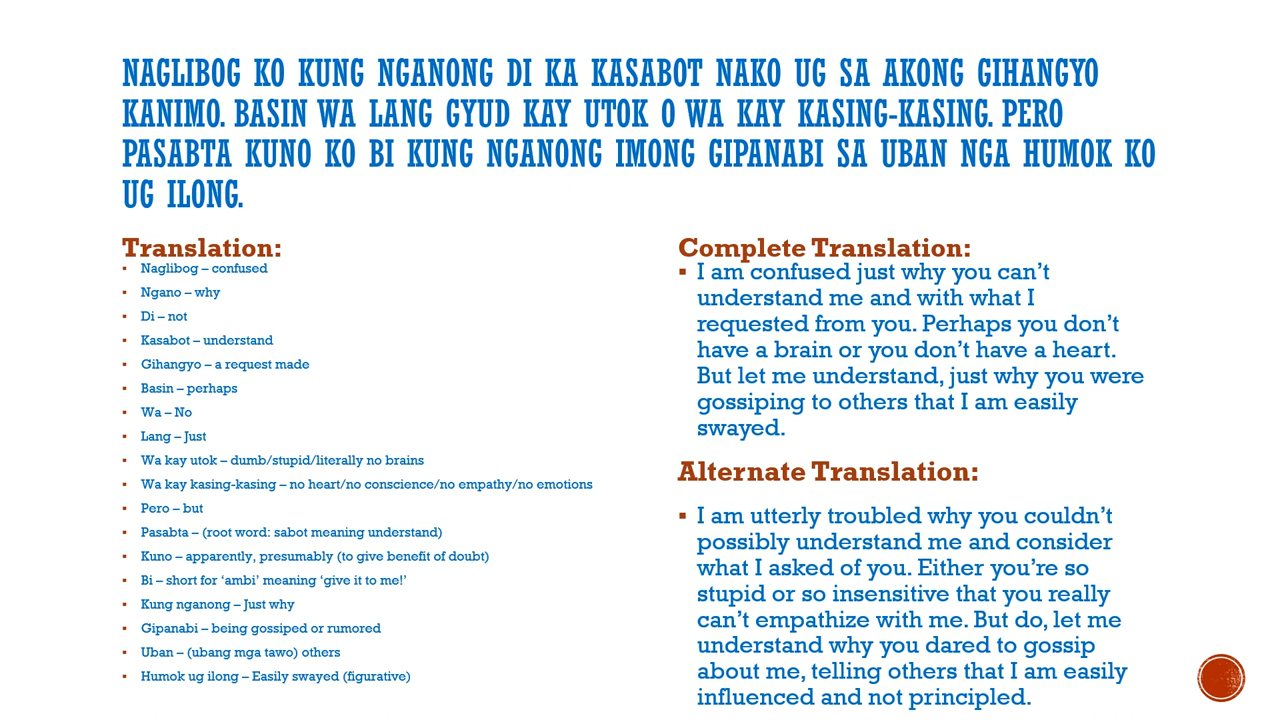 NAGLIBOG KO KUNG NGANONG DI KA KASABOT NAKO UG SA AKONG GIHANGYO
KANIMO. BASIN WA LANG GYUD KAY UTOK O WA KAY KASING-KASING. PERO
PASABTA KUNO KO BI KUNG NGANONG IMONG GIPANABI SA UBAN NGA HUMOK KO
UG ILONG.
Translation:
▪ Naglibog – confused
▪ Ngano – why
▪ Di – not
▪ Kasabot – understand
▪ Gihangyo – a request made
▪ Basin – perhaps
▪ Wa – No
▪ Lang – Just
▪ Wa kay utok – dumb/stupid/literally no brains
▪ Wa kay kasing-kasing – no heart/no conscience/no empathy/no emotions
▪ Pero – but
▪ Pasabta – (root word: sabot meaning understand)
▪ Kuno – apparently, presumably (to give benefit of doubt)
▪ Bi – short for ‘ambi’ meaning ‘give it to me!’
▪ Kung nganong – Just why
▪ Gipanabi – being gossiped or rumored
▪ Uban – (ubang mga tawo) others
▪ Humok ug ilong – Easily swayed (figurative)
Complete Translation:
▪ I am confused just why you can’t
understand me and with what I
requested from you. Perhaps you don’t
have a brain or you don’t have a heart.
But let me understand, just why you were
gossiping to others that I am easily
swayed.
Alternate Translation:
▪ I am utterly troubled why you couldn’t
possibly understand me and consider
what I asked of you. Either you’re so
stupid or so insensitive that you really
can’t empathize with me. But do, let me
understand why you dared to gossip
about me, telling others that I am easily
influenced and not principled.